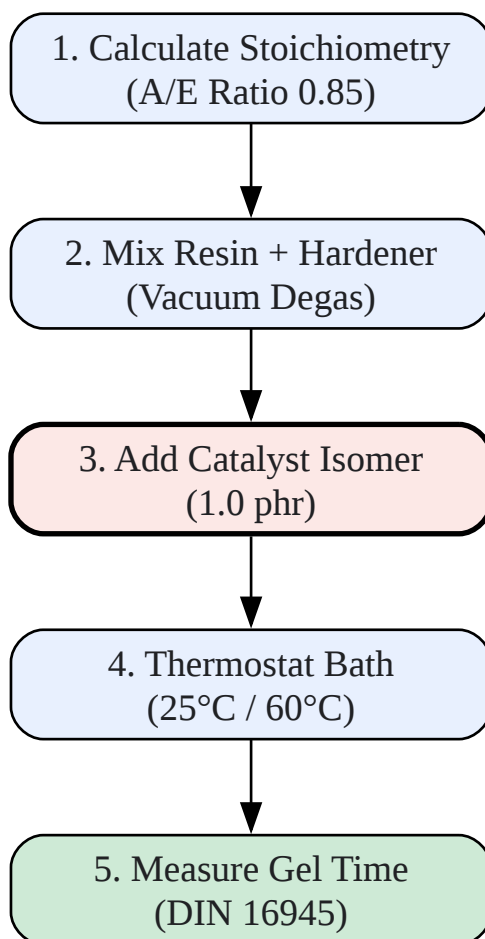 1. Calculate Stoichiometry
(A/E Ratio 0.85)
2. Mix Resin + Hardener
(Vacuum Degas)
3. Add Catalyst Isomer
(1.0 phr)
4. Thermostat Bath
(25°C / 60°C)
5. Measure Gel Time
(DIN 16945)